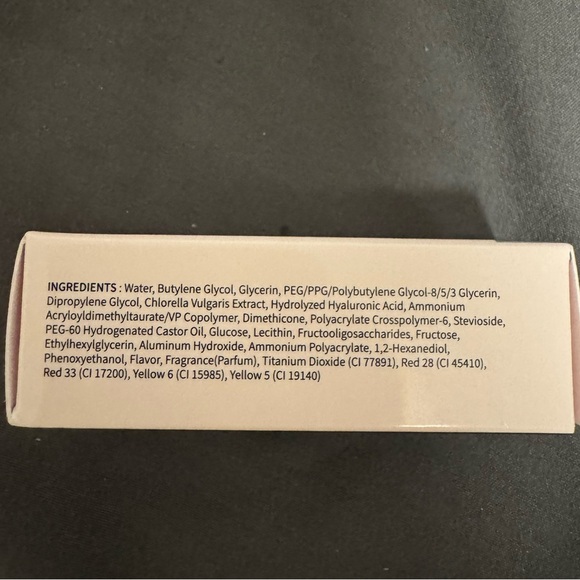 INGREDIENTS : Water, Butylene Glycol, Glycerin, PEG/PPG/Polybutylene Glycol-8/5/3 Glycerin,
Dipropylene Glycol, Chlorella Vulgaris Extract, Hydrolyzed Hyaluronic Acid, Ammonium
Acryloyldimethyltaurate/VP Copolymer, Dimethicone, Polyacrylate Crosspolymer-6, Stevioside,
PEG-60 Hydrogenated Castor Oil, Glucose, Lecithin, Fructooligosaccharides, Fructose,
Ethylhexylglycerin, Aluminum Hydroxide, Ammonium Polyacrylate, 1,2-Hexanediol,
Phenoxyethanol, Flavor, Fragrance(Parfum), Titanium Dioxide (CI 77891), Red 28 (CI 45410),
Red 33 (CI 17200), Yellow 6 (CI 15985), Yellow 5 (CI 19140)